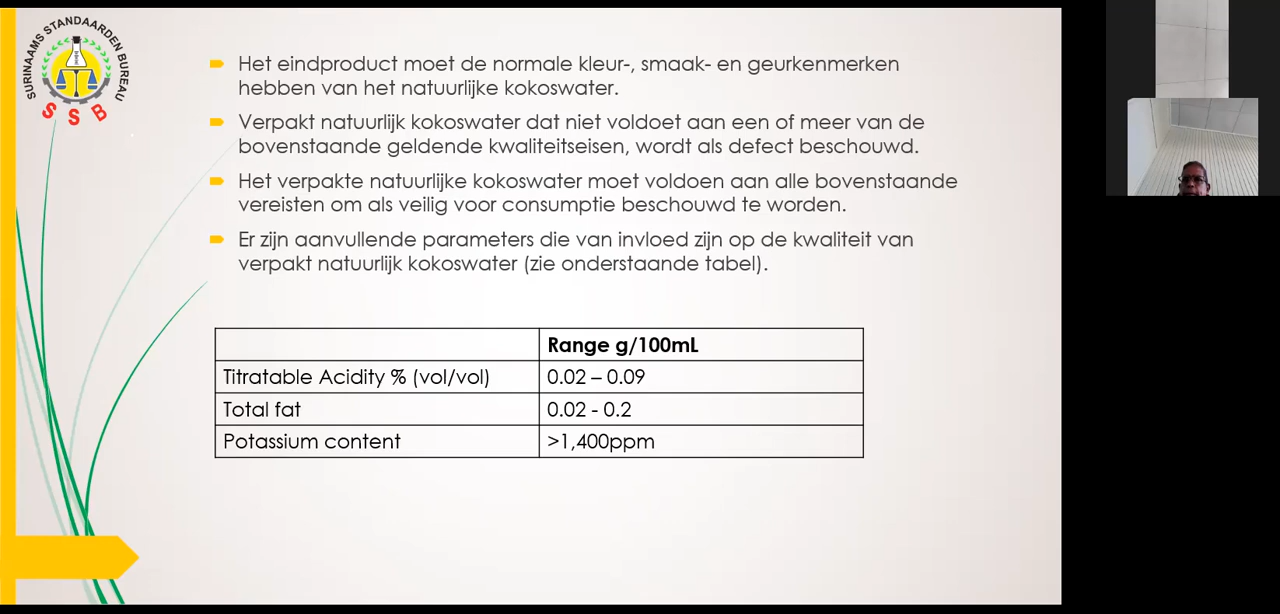 SURINAAMS STANDAARDEN BUREAU
SSB
Het eindproduct moet de normale kleur-, smaak- en geurkenmerken
hebben van het natuurlijke kokoswater.
Verpakt natuurlijk kokoswater dat niet voldoet aan een of meer van de
bovenstaande geldende kwaliteitseisen, wordt als defect beschouwd.
Het verpakte natuurlijke kokoswater moet voldoen aan alle bovenstaande
vereisten om als veilig voor consumptie beschouwd te worden.
Er zijn aanvullende parameters die van invloed zijn op de kwaliteit van
verpakt natuurlijk kokoswater (zie onderstaande tabel).
Range g/100mL
Titratable Acidity % (vol/vol) 0.02 – 0.09
Total fat 0.02 - 0.2
Potassium content >1,400ppm